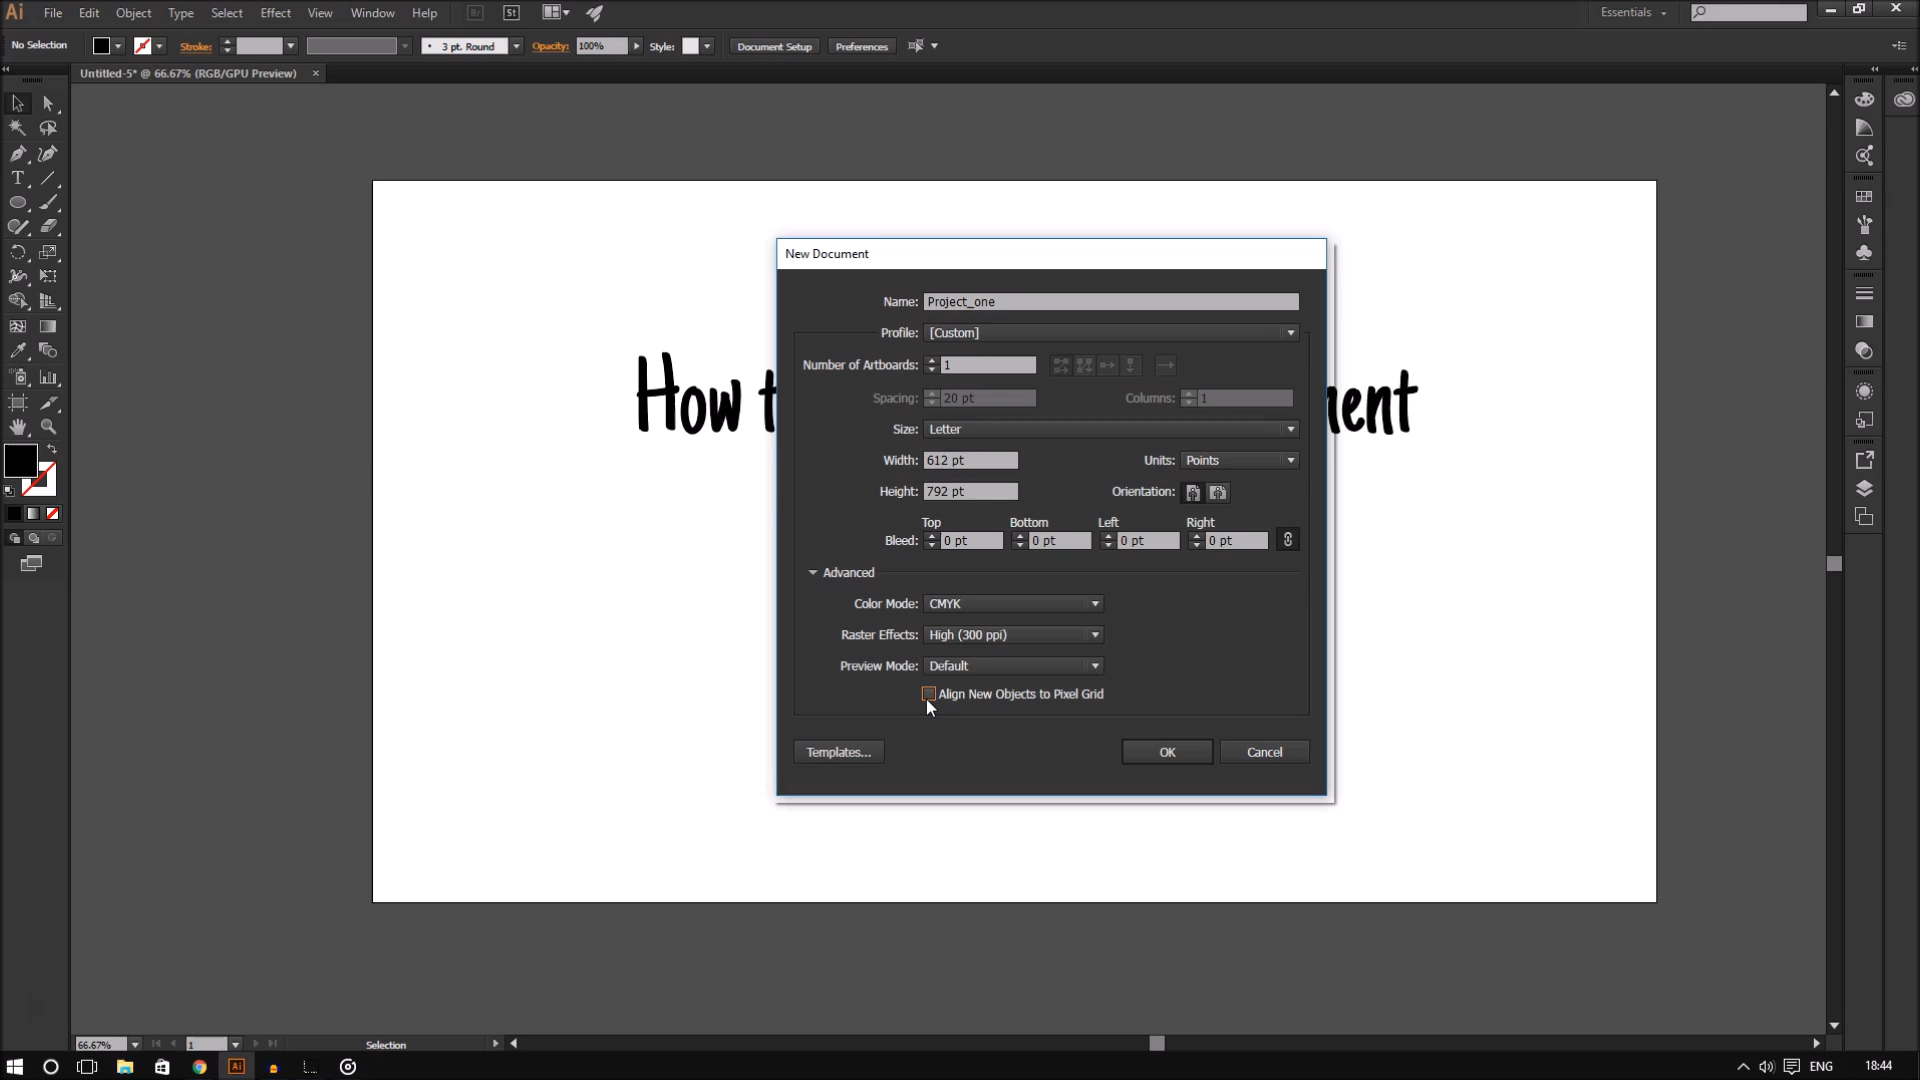 Ai File Edit Object Type Select Effect View Window Help Br St Essentials
No Selection Stroke: 3 pt. Round Opacity: 100% Style: Document Setup Preferences
Untitled-5* @ 66.67% (RGB/GPU Preview) ×
New Document
Name: Project_one
Profile: [Custom]
Number of Artboards: 1
Spacing: 20 pt Columns: 1
How t ment
Size: Letter
Width: 612 pt Units: Points
Height: 792 pt Orientation:
Top Bottom Left Right
Bleed: 0 pt 0 pt 0 pt 0 pt
Advanced
Color Mode: CMYK
Raster Effects: High (300 ppi)
Preview Mode: Default
Align New Objects to Pixel Grid
Templates... OK Cancel
66.67% 1 Selection
Ai ENG 18:44